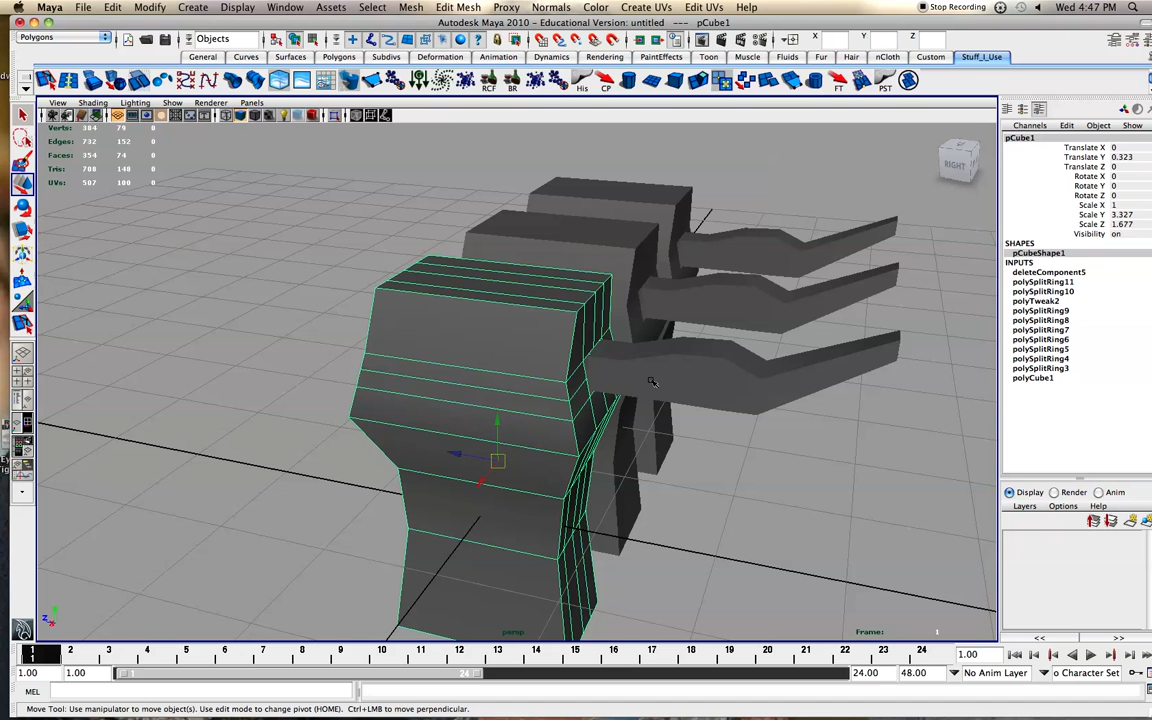 Maya File Edit Modify Create Display Window Assets Select Mesh Edit Mesh Proxy Normals Color Create UVs Edit UVs Help Stop Recording Wed 4:47 PM
Autodesk Maya 2010 - Educational Version: untitled --- pCube1
Polygons Objects X: Y: Z:
General Curves Surfaces Polygons Subdivs Deformation Animation Dynamics Rendering PaintEffects Toon Muscle Fluids Fur Hair nCloth Custom Stuff_I_Use
RCF BR His CP FT PST
View Shading Lighting Show Renderer Panels
Channels Edit Object Show
Verts: 384 79 0
Edges: 732 152 0
Faces: 354 74 0
Tris: 708 148 0
UVs: 507 100 0
RIGHT
pCube1
Translate X 0
Translate Y 0.323
Translate Z 0
Rotate X 0
Rotate Y 0
Rotate Z 0
Scale X 1
Scale Y 3.327
Scale Z 1.677
Visibility on
SHAPES
pCubeShape1
INPUTS
deleteComponent5
polySplitRing11
polySplitRing10
polyTweak2
polySplitRing9
polySplitRing8
polySplitRing7
polySplitRing6
polySplitRing5
polySplitRing4
polySplitRing3
polyCube1
Display Render Anim
Layers Options Help
persp
Frame: 1
<< >>
1 2 3 4 5 6 7 8 9 10 11 12 13 14 15 16 17 18 19 20 21 22 23 24
1 1.00
1.00 1.00 1 24 24.00 48.00 No Anim Layer o Character Set
MEL
Move Tool: Use manipulator to move object(s). Use edit mode to change pivot (HOME). Ctrl+LMB to move perpendicular.